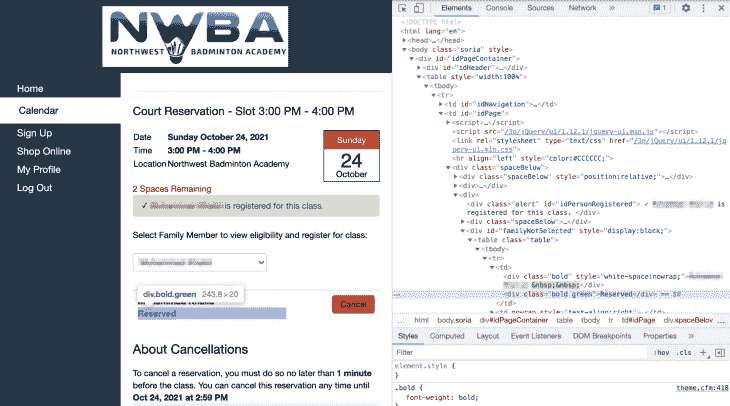 NWBA
NORTHWEST BADMINTON ACADEMY
Home
Calendar
Sign Up
Shop Online
My Profile
Log Out
Court Reservation - Slot 3:00 PM - 4:00 PM
Date Sunday October 24, 2021
Time 3:00 PM - 4:00 PM
Location Northwest Badminton Academy
Sunday
24
October
2 Spaces Remaining
✓ is registered for this class.
Select Family Member to view eligibility and register for class:
div.bold.green 243.8 × 20
Reserved
Cancel
About Cancellations
To cancel a reservation, you must do so no later than 1 minute
before the class. You can cancel this reservation any time until
Oct 24, 2021 at 2:59 PM
Elements Console Sources Network » 1
<!DOCTYPE html>
<html lang="en">
<head>…</head>
<body class="soria" style>
<div id="idPageContainer">
<div id="idHeader">…</div>
<table style="width:100%">
<tbody>
<tr>
<td id="idNavigation">…</td>
<td id="idPage">
<script>…</script>
<script src="/3p/jQuery/ui/1.12.1/jquery-ui.min.js"></script>
<link rel="stylesheet" type="text/css" href="/3p/jQuery/ui/1.12.1/jq
uery-ui.min.css">
<hr align="left" style="color:#CCCCCC;">
<div class="spaceBelow">
<div class="spaceBelow" style="position:relative;">…</div>
<div>…</div>
<div>
<div class="alert" id="idPersonRegistered"> ✓ is
registered for this class. </div>
<div class="spaceBelow">…</div>
<div id="familyNotSelected" style="display:block;">
<table class="table">
<tbody>
<tr>
<td>
<div class="bold" style="white-space:nowrap;">
&nbsp;&nbsp;</div>
<div class="bold green">Reserved</div> == $0
</td>
<td nowrap style="text-align:right;">…</td>
… html body.soria div#idPageContainer table tbody tr td#idPage div.spaceBelow …
Styles Computed Layout Event Listeners DOM Breakpoints Properties »
Filter :hov .cls +
element.style {
}
.bold { theme.cfm:418
font-weight: bold;